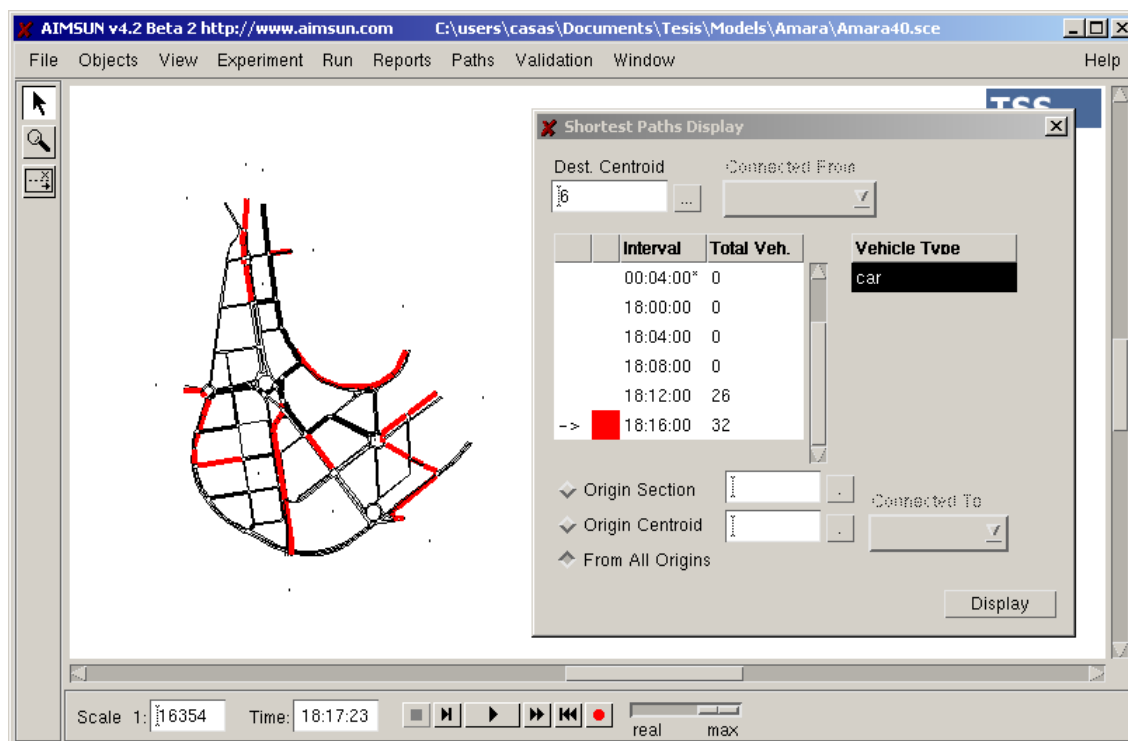 AIMSUN v4.2 Beta 2 http://www.aimsun.com C:\users\casas\Documents\Tesis\Models\Amara\Amara40.sce
File Objects View Experiment Run Reports Paths Validation Window Help
TSS
Shortest Paths Display
Dest. Centroid Connected From
6 ...
Interval Total Veh. Vehicle Type
00:04:00* 0 car
18:00:00 0
18:04:00 0
18:08:00 0
18:12:00 26
-> 18:16:00 32
Origin Section .
Connected To
Origin Centroid .
From All Origins
Display
Scale 1: 16354 Time: 18:17:23
real max